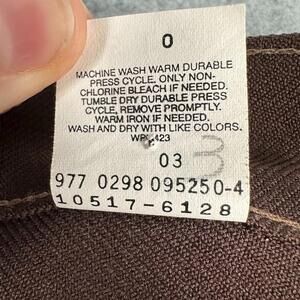 0
MACHINE WASH WARM DURABLE
PRESS CYCLE. ONLY NON-
CHLORINE BLEACH IF NEEDED.
TUMBLE DRY DURABLE PRESS
CYCLE, REMOVE PROMPTLY.
WARM IRON IF NEEDED.
WASH AND DRY WITH LIKE COLORS.
03
977 0298 095250-4
10517-6128